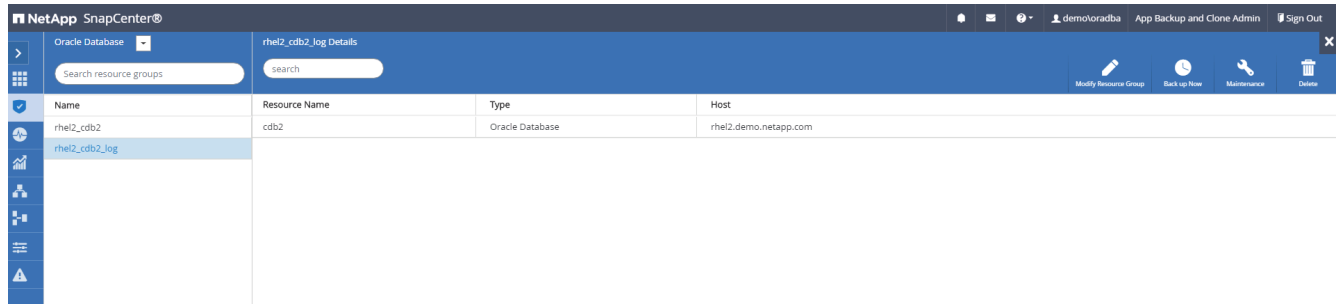 NetApp SnapCenter®
demo\oradba App Backup and Clone Admin Sign Out
Oracle Database
rhel2_cdb2_log Details
Search resource groups
search
Modify Resource Group Back up Now Maintenance Delete
Name Resource Name Type Host
rhel2_cdb2 cdb2 Oracle Database rhel2.demo.netapp.com
rhel2_cdb2_log